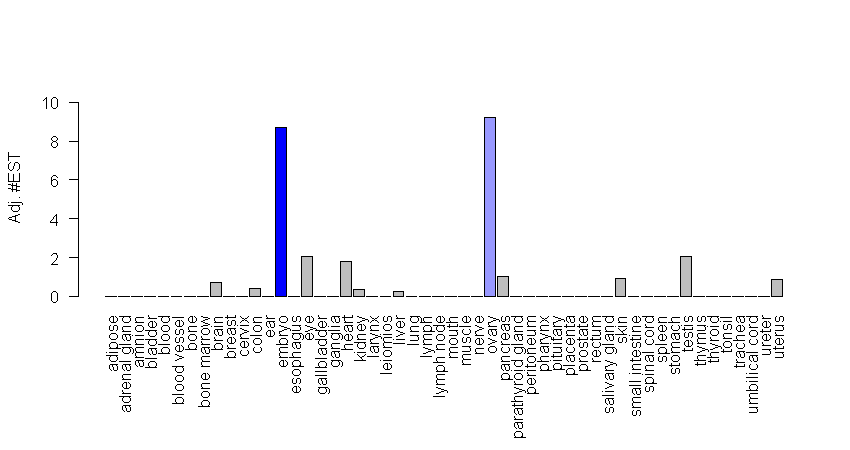 Adj. #EST
10
8
6
4
2
0
adipose
adrenal gland
amnion
bladder
blood
blood vessel
bone
bone marrow
brain
breast
cervix
colon
ear
embryo
esophagus
eye
gallbladder
ganglia
heart
kidney
larynx
leiomios
liver
lung
lymph
lymph node
mouth
muscle
nerve
ovary
pancreas
parathyroid gland
peritoneum
pharynx
pituitary
placenta
prostate
rectum
salivary gland
skin
small intestine
spinal cord
spleen
stomach
testis
thymus
thyroid
tonsil
trachea
umbilical cord
ureter
uterus